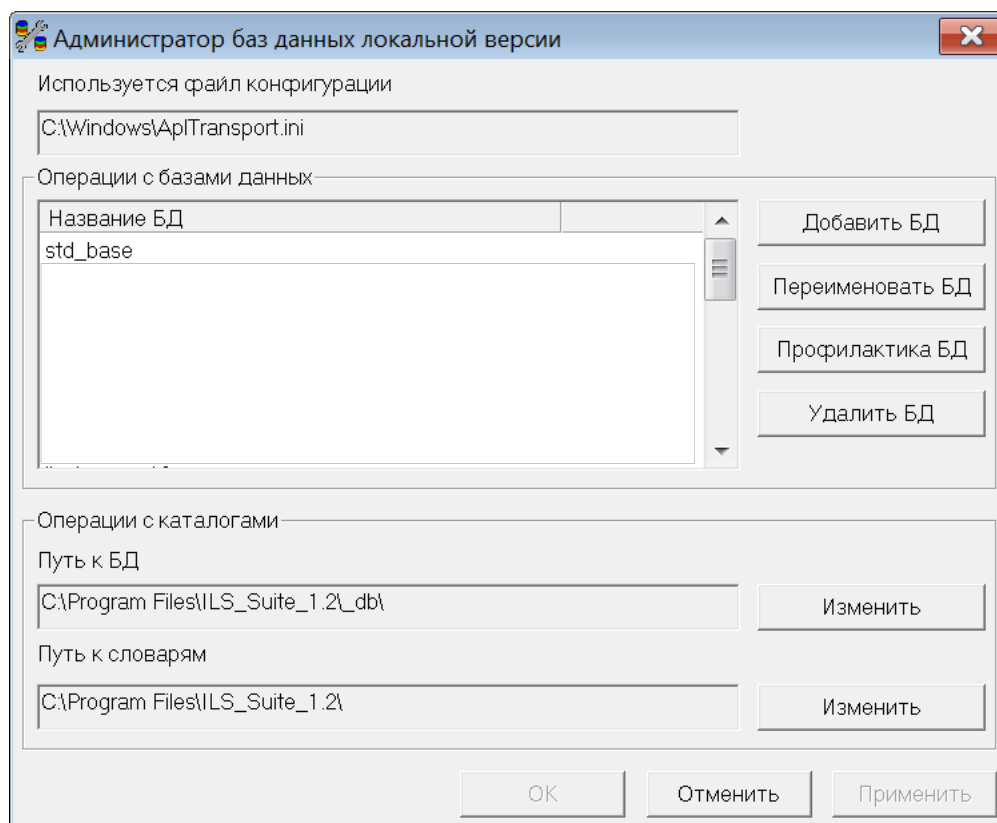 Администратор баз данных локальной версии
Используется файл конфигурации
C:\Windows\AplTransport.ini
Операции с базами данных
Название БД
std_base
Добавить БД
Переименовать БД
Профилактика БД
Удалить БД
Операции с каталогами
Путь к БД
C:\Program Files\ILS_Suite_1.2\_db\
Изменить
Путь к словарям
C:\Program Files\ILS_Suite_1.2\
Изменить
OK
Отменить
Применить